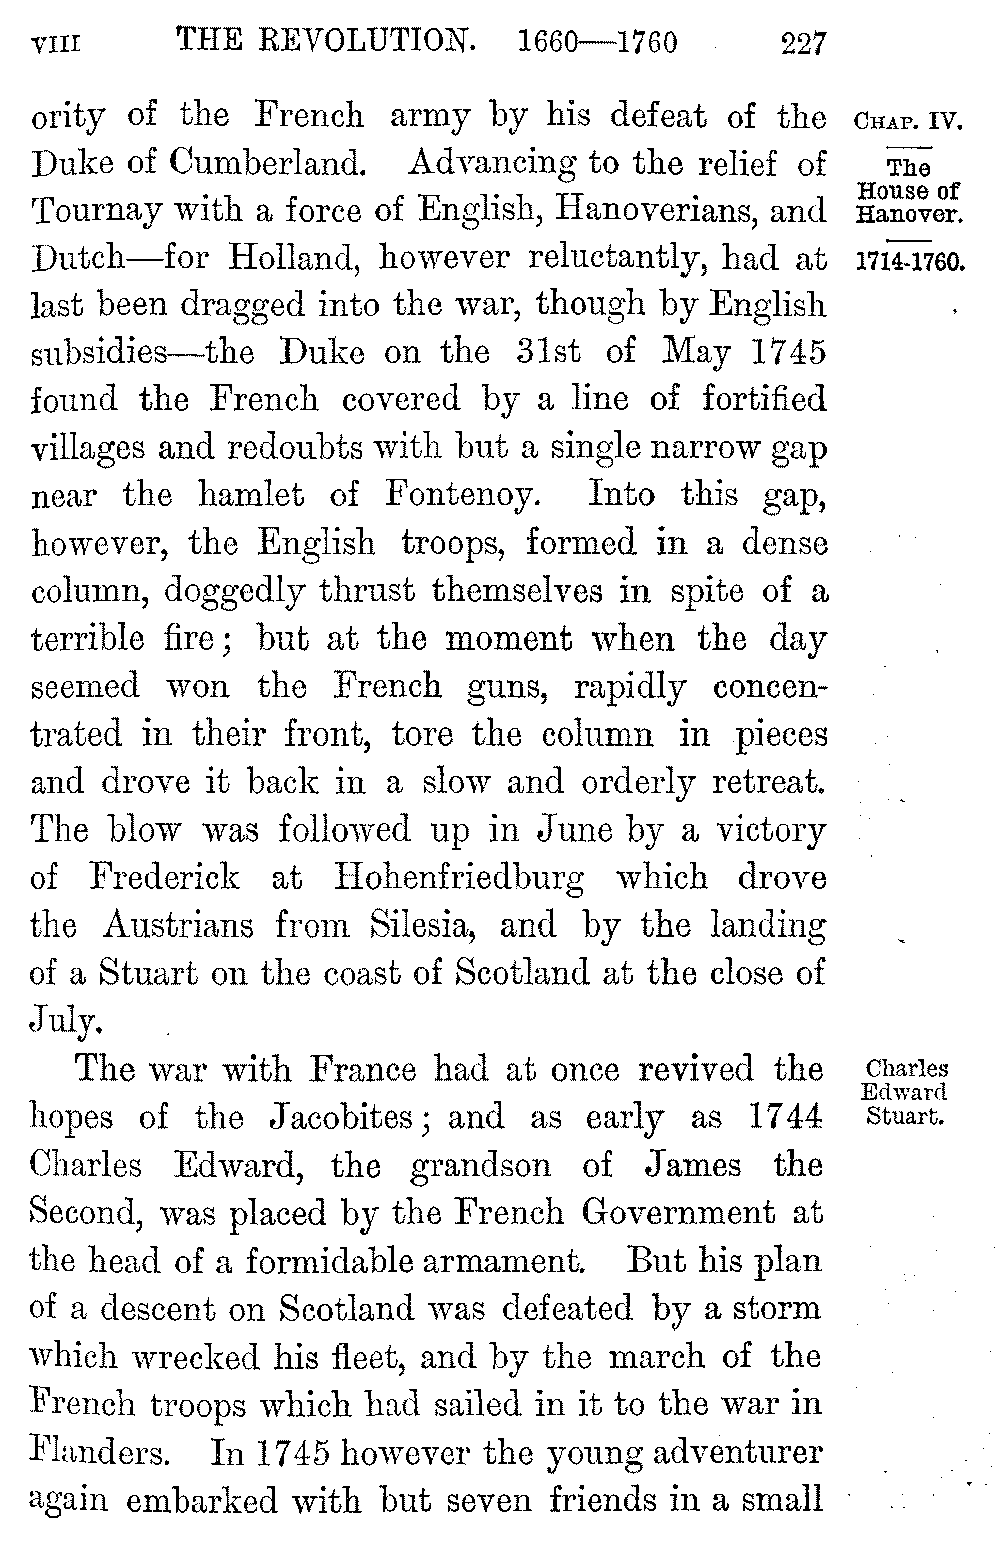 VIII THE REVOLUTION. 1660—1760 227
ority of the French army by his defeat of the
Duke of Cumberland. Advancing to the relief of
Tournay with a force of English, Hanoverians, and
Dutch—for Holland, however reluctantly, had at
last been dragged into the war, though by English
subsidies—the Duke on the 31st of May 1745
found the French covered by a line of fortified
villages and redoubts with but a single narrow gap
near the hamlet of Fontenoy. Into this gap,
however, the English troops, formed in a dense
column, doggedly thrust themselves in spite of a
terrible fire; but at the moment when the day
seemed won the French guns, rapidly concen-
trated in their front, tore the column in pieces
and drove it back in a slow and orderly retreat.
The blow was followed up in June by a victory
of Frederick at Hohenfriedburg which drove
the Austrians from Silesia, and by the landing
of a Stuart on the coast of Scotland at the close of
July.
The war with France had at once revived the
hopes of the Jacobites; and as early as 1744
Charles Edward, the grandson of James the
Second, was placed by the French Government at
the head of a formidable armament. But his plan
of a descent on Scotland was defeated by a storm
which wrecked his fleet, and by the march of the
French troops which had sailed in it to the war in
Flanders. In 1745 however the young adventurer
again embarked with but seven friends in a small
CHAP. IV.
The
House of
Hanover.
1714-1760.
Charles
Edward
Stuart.